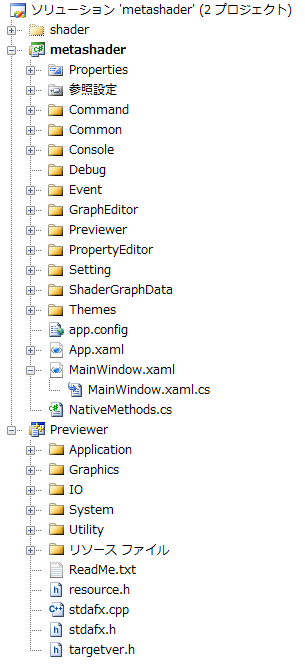 ソリューション 'metashader' (2 プロジェクト)
shader
metashader
Properties
参照設定
Command
Common
Console
Debug
Event
GraphEditor
Previewer
PropertyEditor
Setting
ShaderGraphData
Themes
app.config
App.xaml
MainWindow.xaml
MainWindow.xaml.cs
NativeMethods.cs
Previewer
Application
Graphics
IO
System
Utility
リソース ファイル
ReadMe.txt
resource.h
stdafx.cpp
stdafx.h
targetver.h